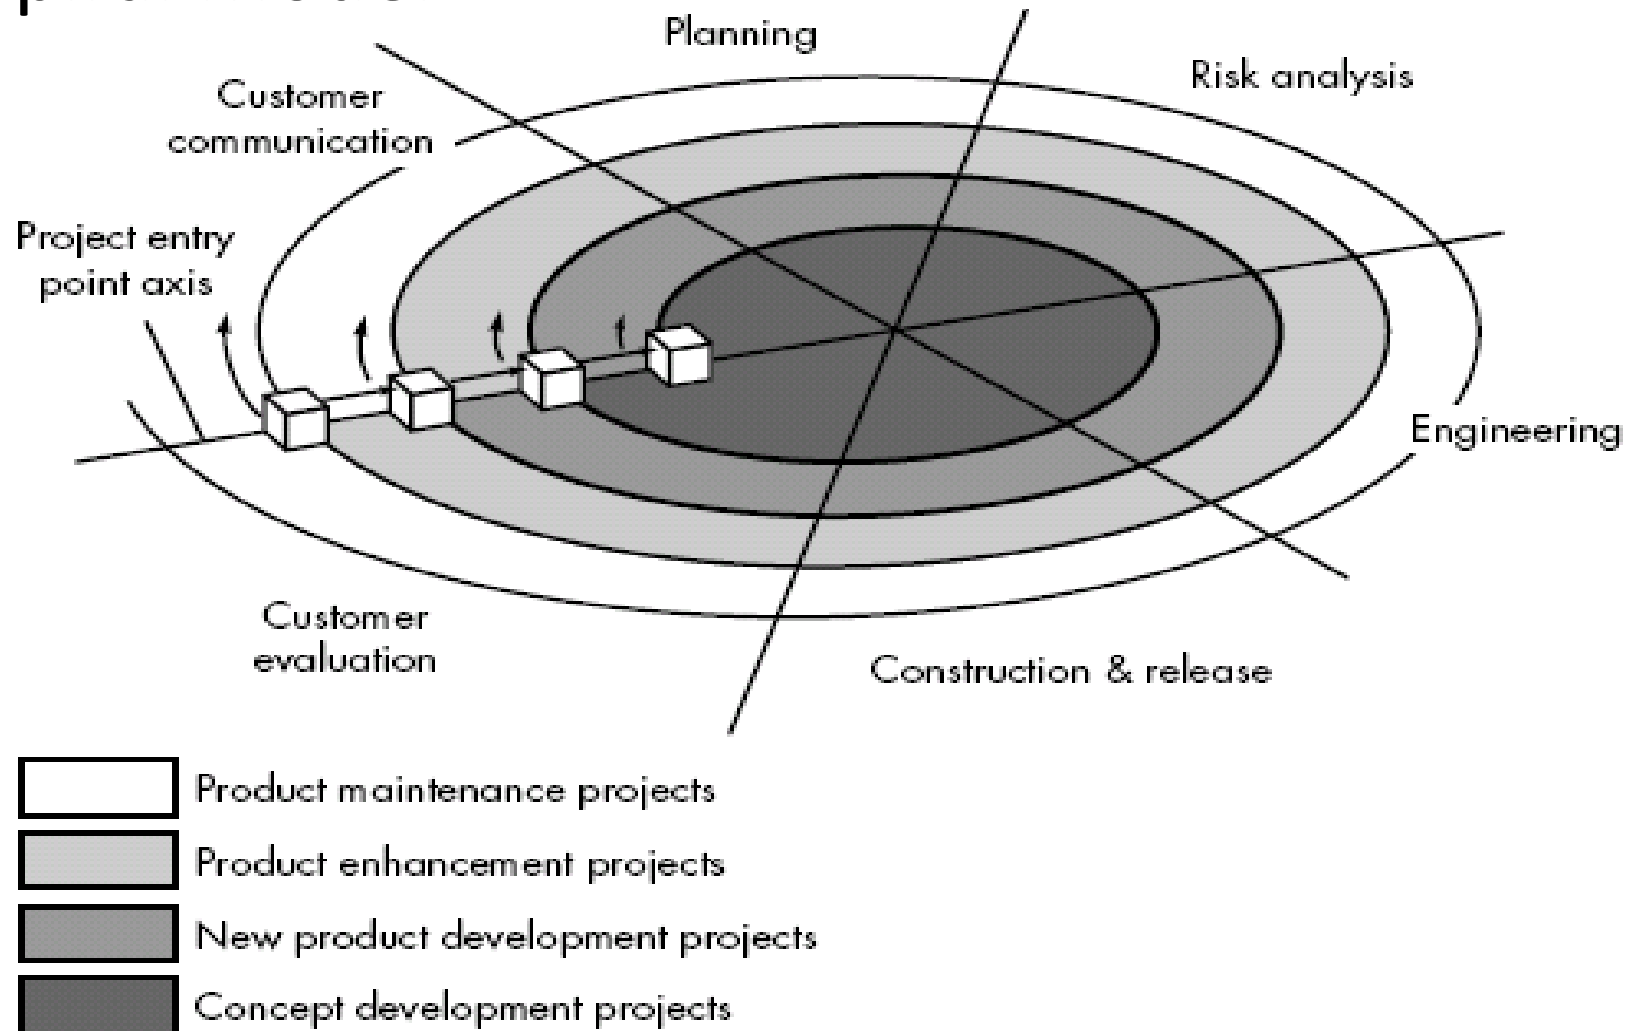 Planning
Risk analysis
Customer
communication
Project entry
point axis
Engineering
Customer
evaluation
Construction & release
Product maintenance projects
Product enhancement projects
New product development projects
Concept development projects